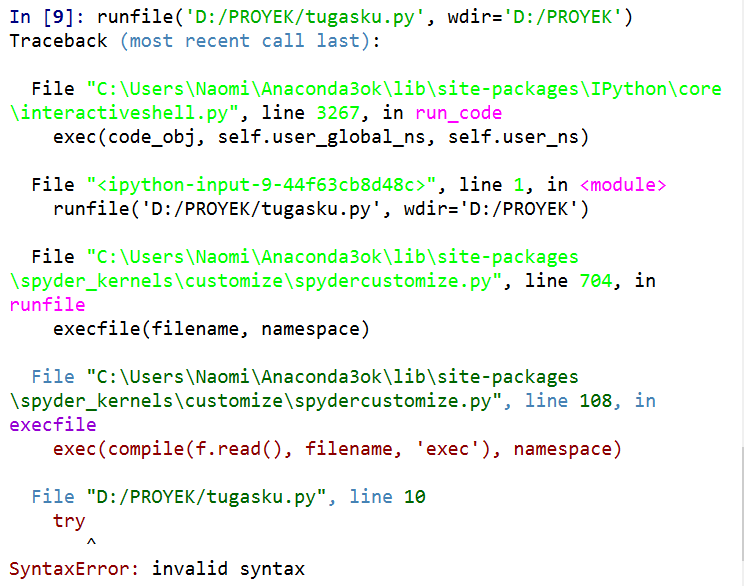 In [9]: runfile('D:/PROYEK/tugasku.py', wdir='D:/PROYEK')
Traceback (most recent call last):
File "C:\Users\Naomi\Anaconda3ok\lib\site-packages\IPython\core
\interactiveshell.py", line 3267, in run_code
exec(code_obj, self.user_global_ns, self.user_ns)
File "<ipython-input-9-44f63cb8d48c>", line 1, in <module>
runfile('D:/PROYEK/tugasku.py', wdir='D:/PROYEK')
File "C:\Users\Naomi\Anaconda3ok\lib\site-packages
\spyder_kernels\customize\spydercustomize.py", line 704, in
runfile
execfile(filename, namespace)
File "C:\Users\Naomi\Anaconda3ok\lib\site-packages
\spyder_kernels\customize\spydercustomize.py", line 108, in
execfile
exec(compile(f.read(), filename, 'exec'), namespace)
File "D:/PROYEK/tugasku.py", line 10
try
^
SyntaxError: invalid syntax